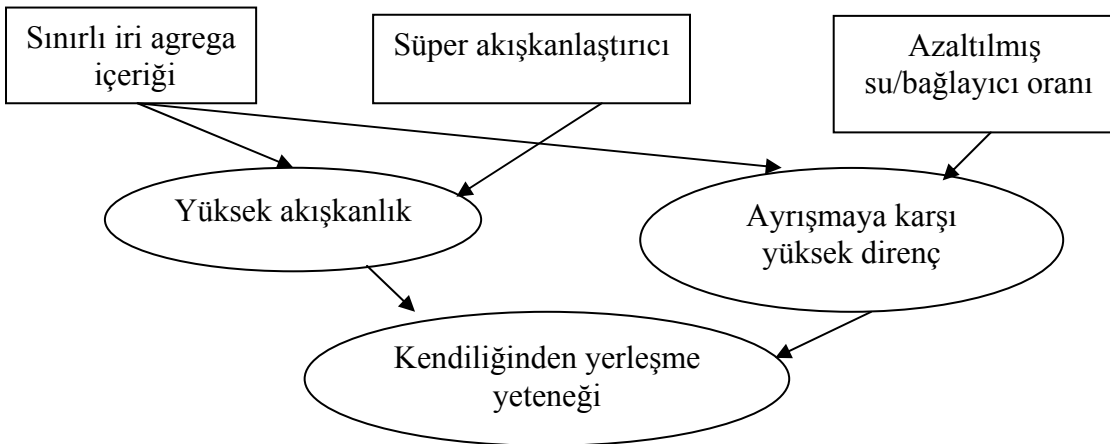 Sınırlı iri agrega
içeriği
Süper akışkanlaştırıcı
Azaltılmış
su/bağlayıcı oranı
Yüksek akışkanlık
Ayrışmaya karşı
yüksek direnç
Kendiliğinden yerleşme
yeteneği